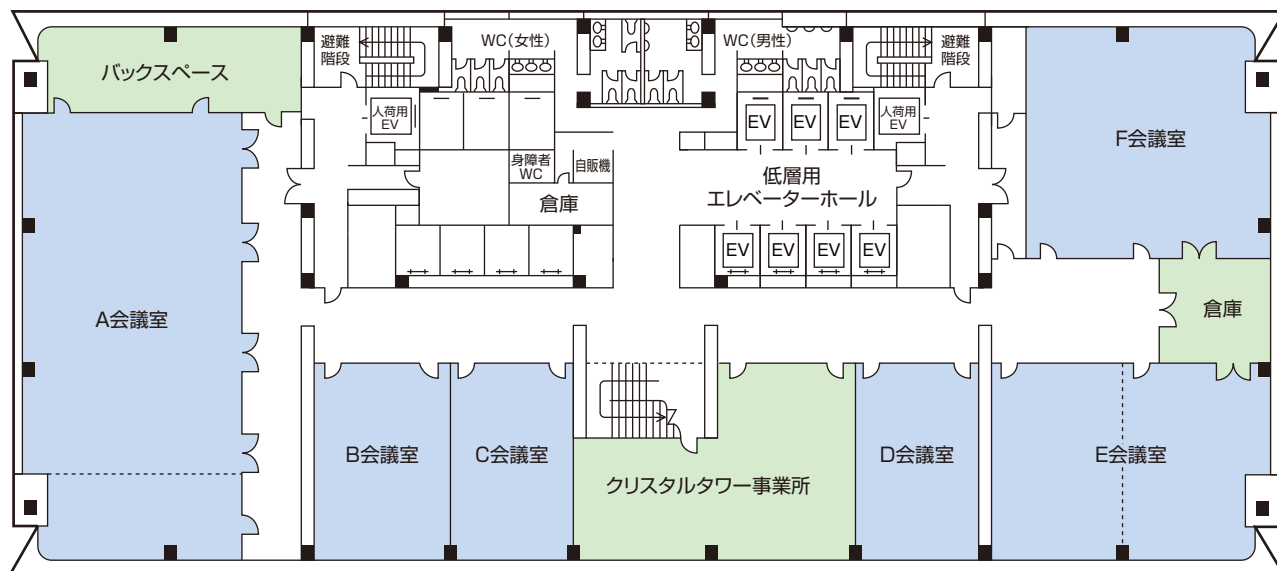 バックスペース
避難
階段
WC(女性)
WC(男性)
避難
階段
人荷用
EV
EV
EV
EV
人荷用
EV
F会議室
身障者
WC
自販機
低層用
エレベーターホール
倉庫
EV
EV
EV
EV
A会議室
倉庫
B会議室
C会議室
クリスタルタワー事業所
D会議室
E会議室